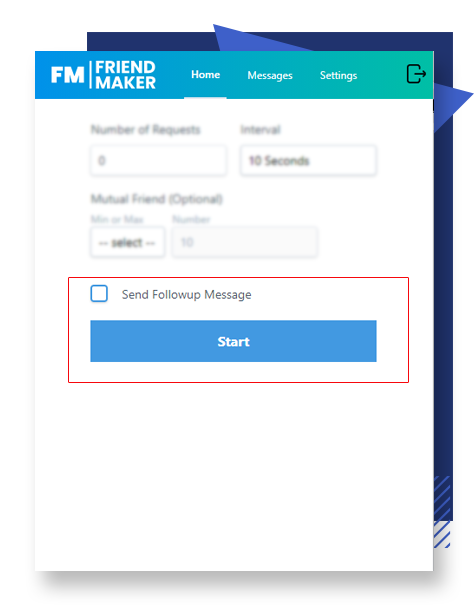 FM FRIEND MAKER
Home Messages Settings
Number of Requests Interval
0 10 Seconds
Mutual Friend (Optional)
Min or Max Number
-- select -- 10
Send Followup Message
Start